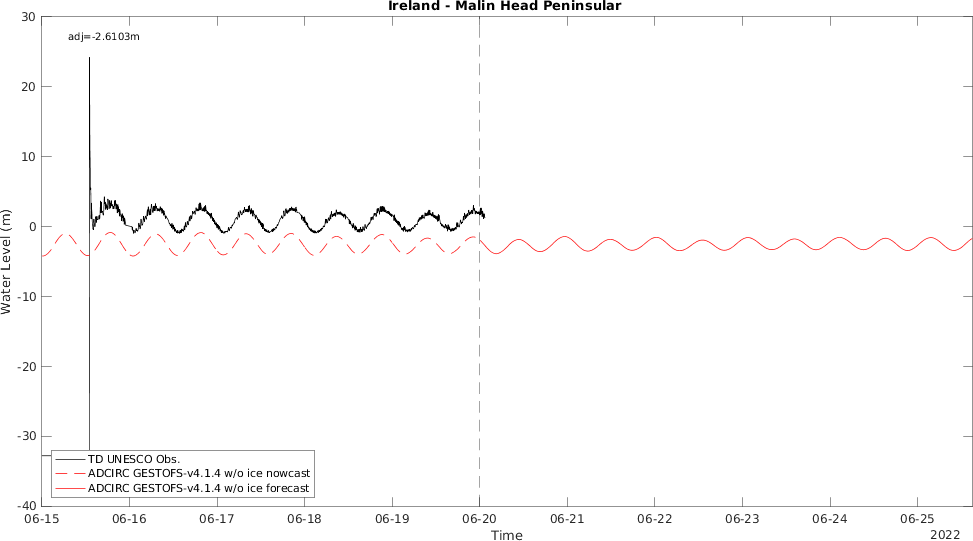 Ireland - Malin Head Peninsular
adj=-2.6103m
30
20
10
0
-10
-20
-30
-40
Water Level (m)
TD UNESCO Obs.
ADCIRC GESTOFS-v4.1.4 w/o ice nowcast
ADCIRC GESTOFS-v4.1.4 w/o ice forecast
06-15 06-16 06-17 06-18 06-19 06-20 06-21 06-22 06-23 06-24 06-25
Time
2022